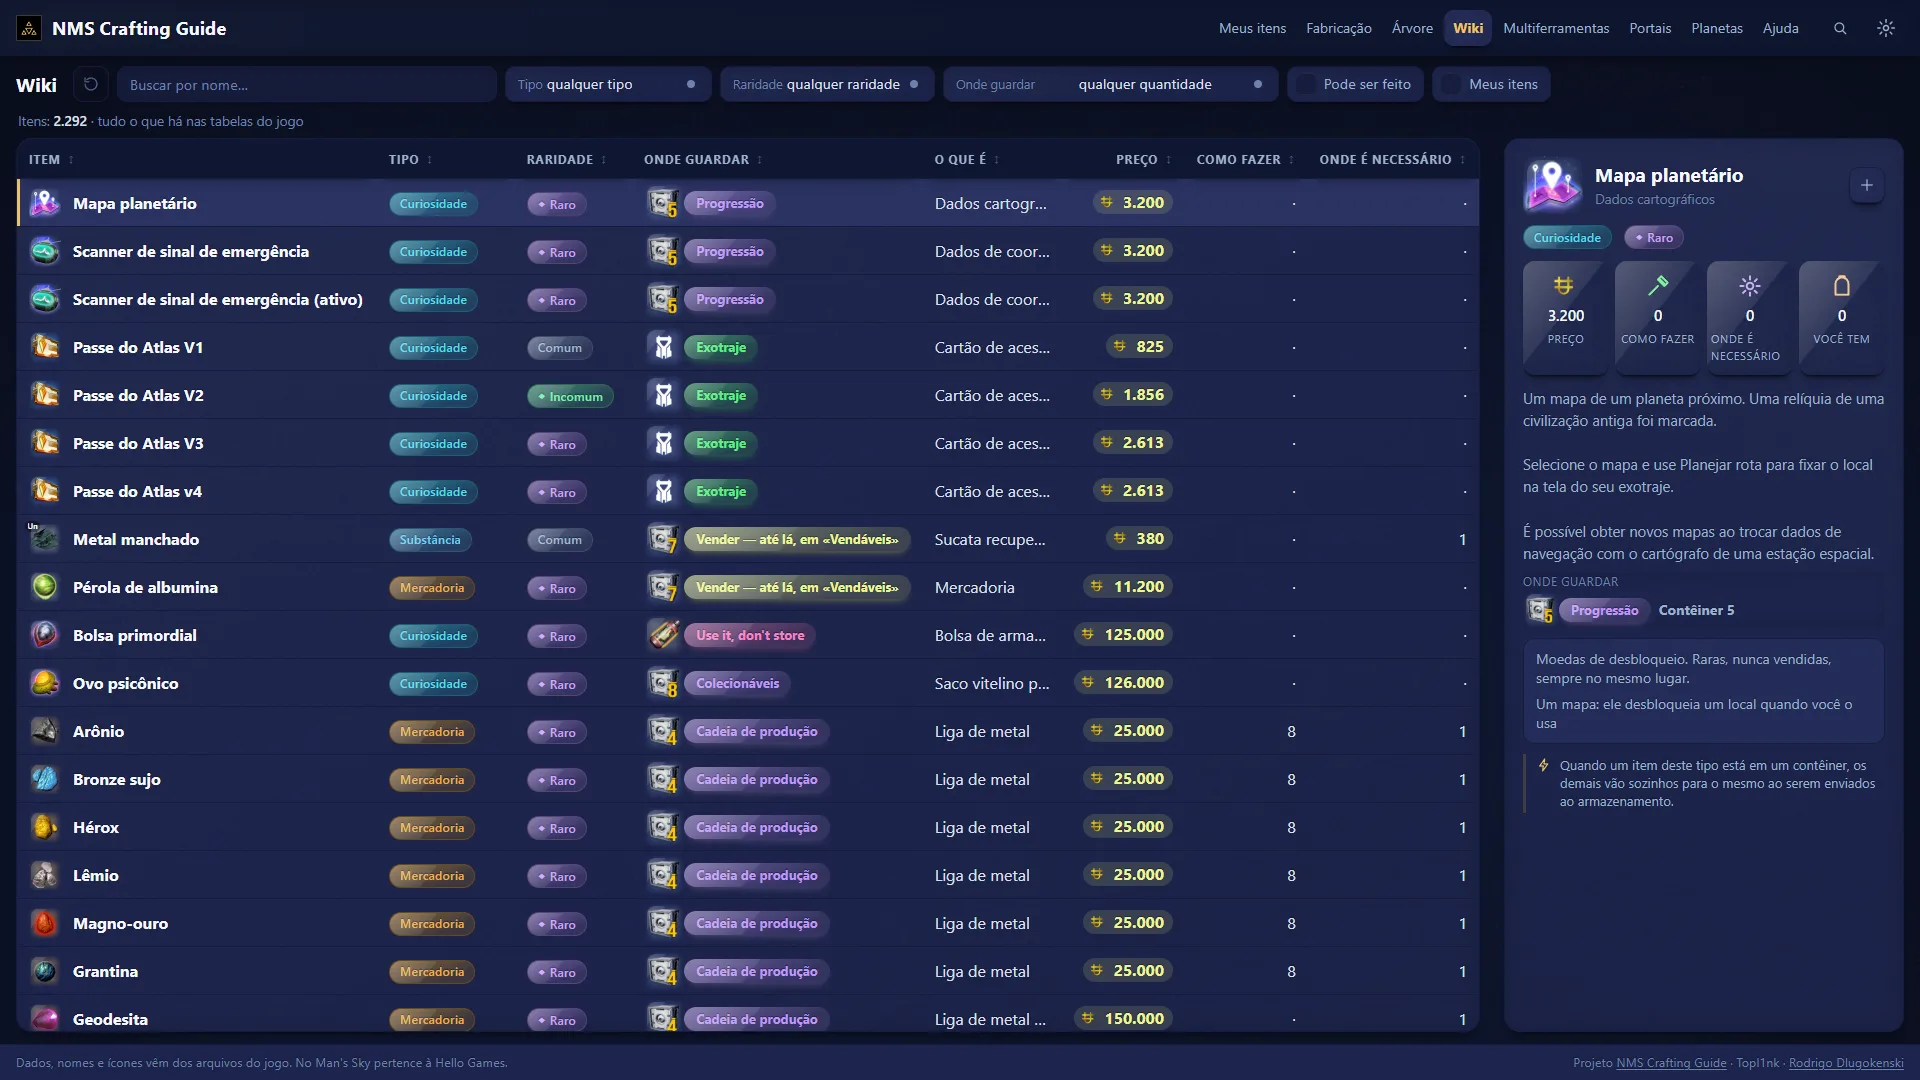 NMS Crafting Guide
Meus itens Fabricação Árvore Wiki Multiferramentas Portais Planetas Ajuda
Wiki
Buscar por nome...
Tipo qualquer tipo
Raridade qualquer raridade
Onde guardar qualquer quantidade
Pode ser feito
Meus itens
Itens: 2.292 · tudo o que há nas tabelas do jogo
ITEM TIPO RARIDADE ONDE GUARDAR O QUE É PREÇO COMO FAZER ONDE É NECESSÁRIO
Mapa planetário Curiosidade Raro 5 Progressão Dados cartogr... 3.200 · ·
Scanner de sinal de emergência Curiosidade Raro 5 Progressão Dados de coor... 3.200 · ·
Scanner de sinal de emergência (ativo) Curiosidade Raro 5 Progressão Dados de coor... 3.200 · ·
Passe do Atlas V1 Curiosidade Comum Exotraje Cartão de aces... 825 · ·
Passe do Atlas V2 Curiosidade Incomum Exotraje Cartão de aces... 1.856 · ·
Passe do Atlas V3 Curiosidade Raro Exotraje Cartão de aces... 2.613 · ·
Passe do Atlas v4 Curiosidade Raro Exotraje Cartão de aces... 2.613 · ·
Un Metal manchado Substância Comum 7 Vender — até lá, em «Vendáveis» Sucata recupe... 380 · 1
Pérola de albumina Mercadoria Raro 7 Vender — até lá, em «Vendáveis» Mercadoria 11.200 · ·
Bolsa primordial Curiosidade Raro Use it, don't store Bolsa de arma... 125.000 · ·
Ovo psicônico Curiosidade Raro 8 Colecionáveis Saco vitelino p... 126.000 · ·
Arônio Mercadoria Raro 4 Cadeia de produção Liga de metal 25.000 8 1
Bronze sujo Mercadoria Raro 4 Cadeia de produção Liga de metal 25.000 8 1
Hérox Mercadoria Raro 4 Cadeia de produção Liga de metal 25.000 8 1
Lêmio Mercadoria Raro 4 Cadeia de produção Liga de metal 25.000 8 1
Magno-ouro Mercadoria Raro 4 Cadeia de produção Liga de metal 25.000 8 1
Grantina Mercadoria Raro 4 Cadeia de produção Liga de metal 25.000 8 1
Geodesita Mercadoria Raro 4 Cadeia de produção Liga de metal ... 150.000 · 1
Mapa planetário
Dados cartográficos
+
Curiosidade Raro
3.200 PREÇO
0 COMO FAZER
0 ONDE É NECESSÁRIO
0 VOCÊ TEM
Um mapa de um planeta próximo. Uma relíquia de uma
civilização antiga foi marcada.
Selecione o mapa e use Planejar rota para fixar o local
na tela do seu exotraje.
É possível obter novos mapas ao trocar dados de
navegação com o cartógrafo de uma estação espacial.
ONDE GUARDAR
5 Progressão Contêiner 5
Moedas de desbloqueio. Raras, nunca vendidas,
sempre no mesmo lugar.
Um mapa: ele desbloqueia um local quando você o
usa
Quando um item deste tipo está em um contêiner, os
demais vão sozinhos para o mesmo ao serem enviados
ao armazenamento.
Dados, nomes e ícones vêm dos arquivos do jogo. No Man's Sky pertence à Hello Games.
Projeto NMS Crafting Guide · Topl1nk · Rodrigo Dlugokenski